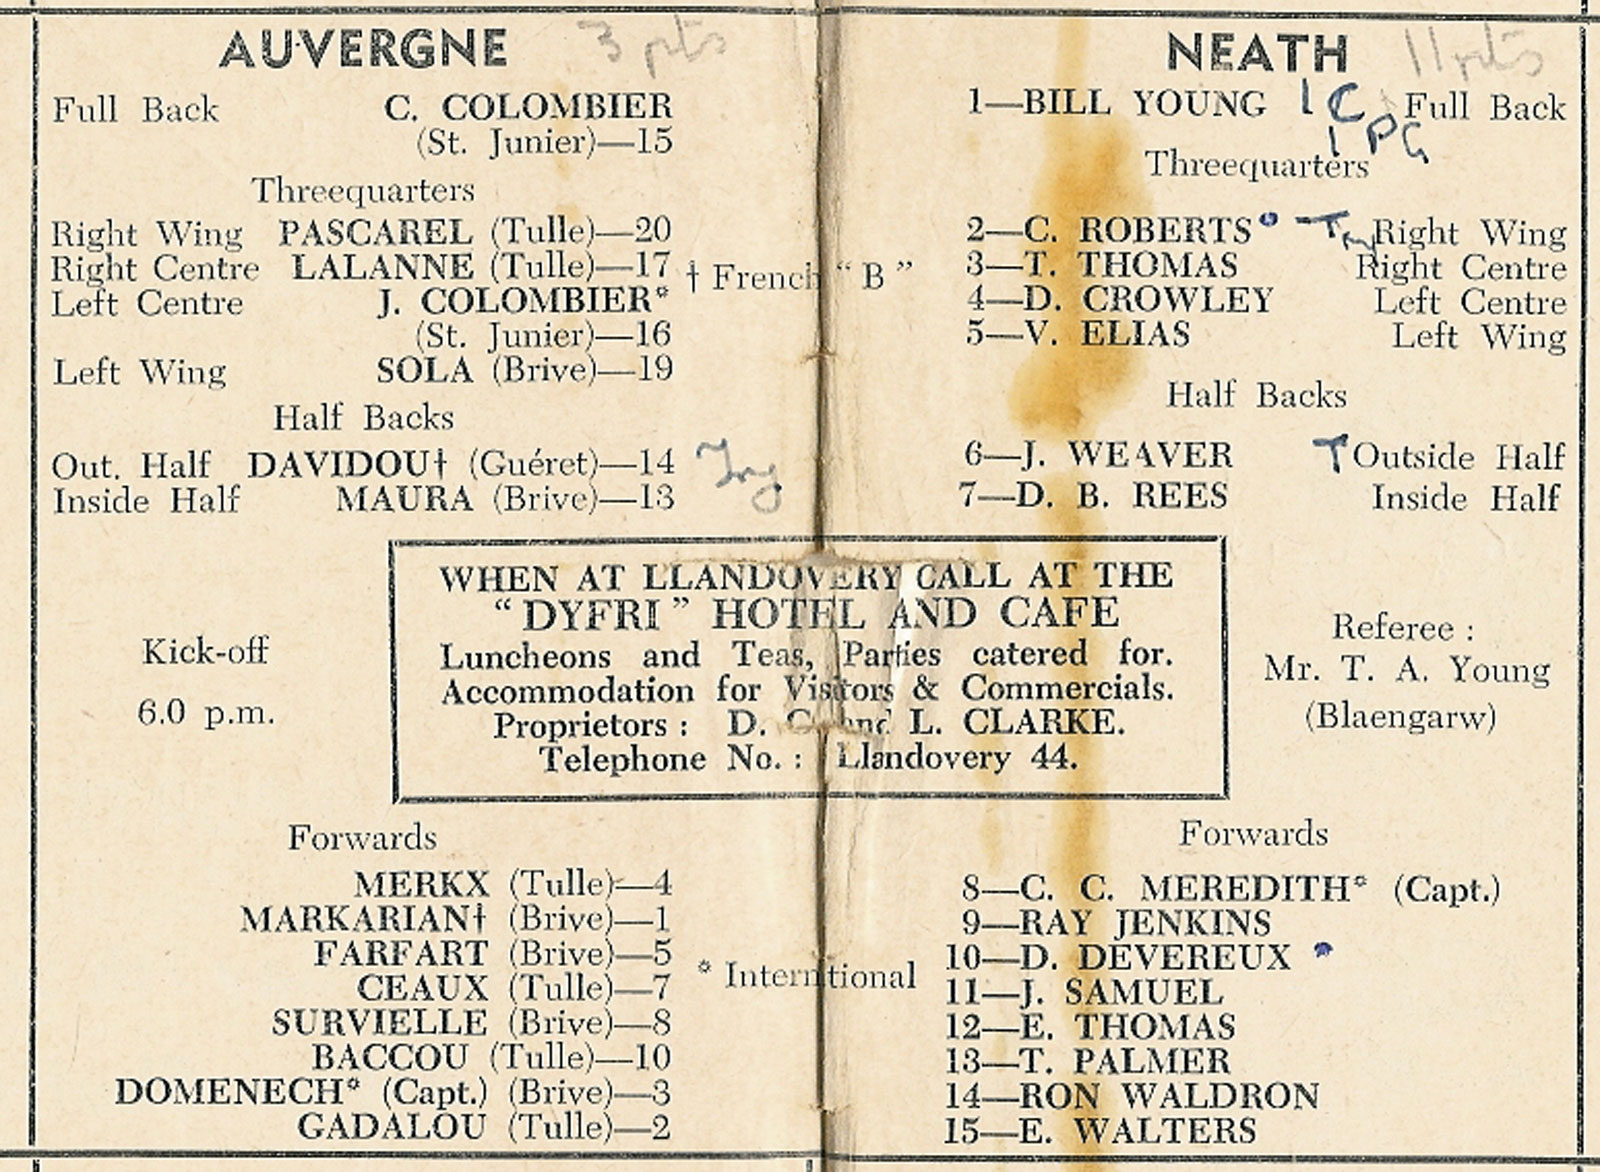 AUVERGNE 3 pts
Full Back C. COLOMBIER
(St. Junier)—15
Threequarters
Right Wing PASCAREL (Tulle)—20
Right Centre LALANNE (Tulle)—17
Left Centre J. COLOMBIER*
(St. Junier)—16
Left Wing SOLA (Brive)—19
Half Backs
Out. Half DAVIDOU† (Guéret)—14 Try
Inside Half MAURA (Brive)—13
† French "B"
NEATH 11 pts
1—BILL YOUNG 1 C Full Back
1 PG
Threequarters
2—C. ROBERTS* Try Right Wing
3—T. THOMAS Right Centre
4—D. CROWLEY Left Centre
5—V. ELIAS Left Wing
Half Backs
6—J. WEAVER T Outside Half
7—D. B. REES Inside Half
WHEN AT LLANDOVERY CALL AT THE
"DYFRI" HOTEL AND CAFE
Luncheons and Teas, Parties catered for.
Accommodation for Visitors & Commercials.
Proprietors: D. G. and L. CLARKE.
Telephone No.: Llandovery 44.
Kick-off
6.0 p.m.
Referee:
Mr. T. A. Young
(Blaengarw)
Forwards
MERKX (Tulle)—4
MARKARIAN† (Brive)—1
FARFART (Brive)—5
CEAUX (Tulle)—7
SURVIELLE (Brive)—8
BACCOU (Tulle)—10
DOMENECH* (Capt.) (Brive)—3
GADALOU (Tulle)—2
* International
Forwards
8—C. C. MEREDITH* (Capt.)
9—RAY JENKINS
10—D. DEVEREUX
11—J. SAMUEL
12—E. THOMAS
13—T. PALMER
14—RON WALDRON
15—E. WALTERS